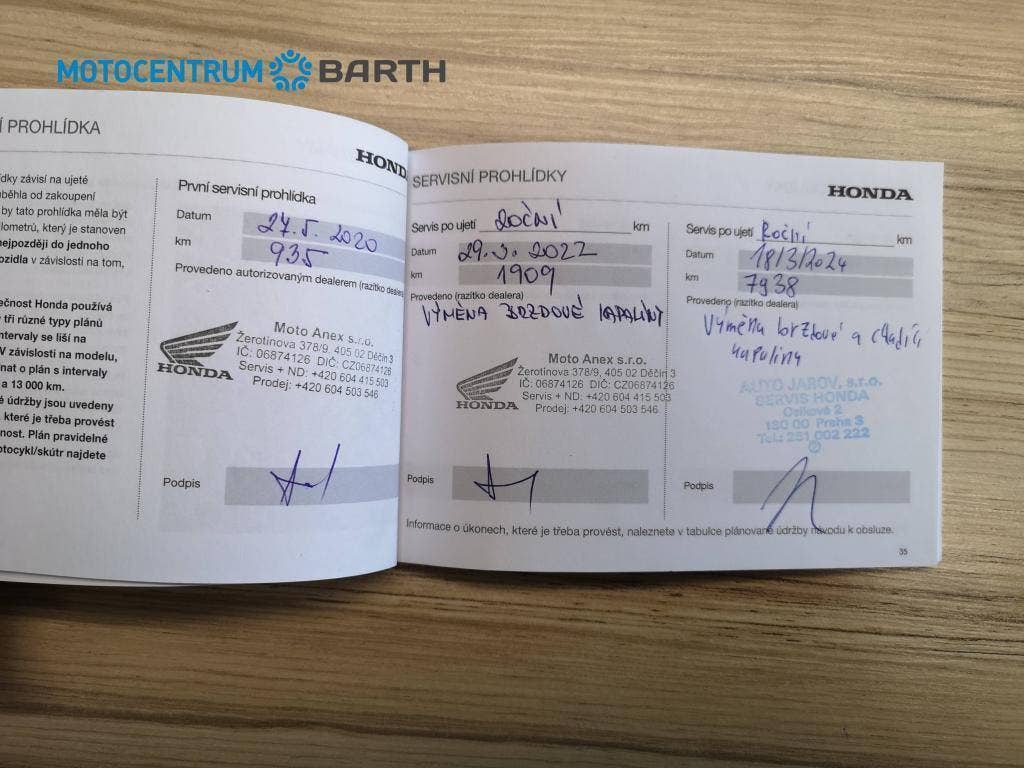 MOTOCENTRUM BARTH
Í PROHLÍDKA
HONDA
dky závisí na ujeté
běhla od zakoupení
by tato prohlídka měla být
lometrů, který je stanoven
nejpozději do jednoho
ozidla v závislosti na tom,
ečnost Honda používá
tři různé typy plánů
ntervaly se liší na
V závislosti na modelu,
nat o plán s intervaly
a 13 000 km.
é údržby jsou uvedeny
, které je třeba provést
nost. Plán pravidelné
otocykl/skútr najdete
První servisní prohlídka
Datum 27.5.2020
km 935
Provedeno autorizovaným dealerem (razítko dealera
HONDA
Moto Anex s.r.o.
Žerotínova 378/9, 405 02 Děčín 3
IČ: 06874126 DIČ: CZ06874126
Servis + ND: +420 604 415 503
Prodej: +420 604 503 546
Podpis
SERVISNÍ PROHLÍDKY
HONDA
Servis po ujetí ROČNÍ km
Datum 29.3.2022
km 1909
Provedeno (razítko dealera)
VÝMĚNA BRZDOVÉ KAPALINY
HONDA
Moto Anex s.r.o.
Žerotínova 378/9, 405 02 Děčín 3
IČ: 06874126 DIČ: CZ06874126
Servis + ND: +420 604 415 503
Prodej: +420 604 503 546
Podpis
Servis po ujetí Roční km
Datum 18/3/2024
km 7938
Provedeno (razítko dealera)
Výměna brzdové a chladící
kapaliny
AUTO JAROV, s.r.o.
SERVIS HONDA
Osiková 2
130 00 Praha 3
Tel.: 251 002 222
Podpis
Informace o úkonech, které je třeba provést, naleznete v tabulce plánované údržby návodu k obsluze.
35